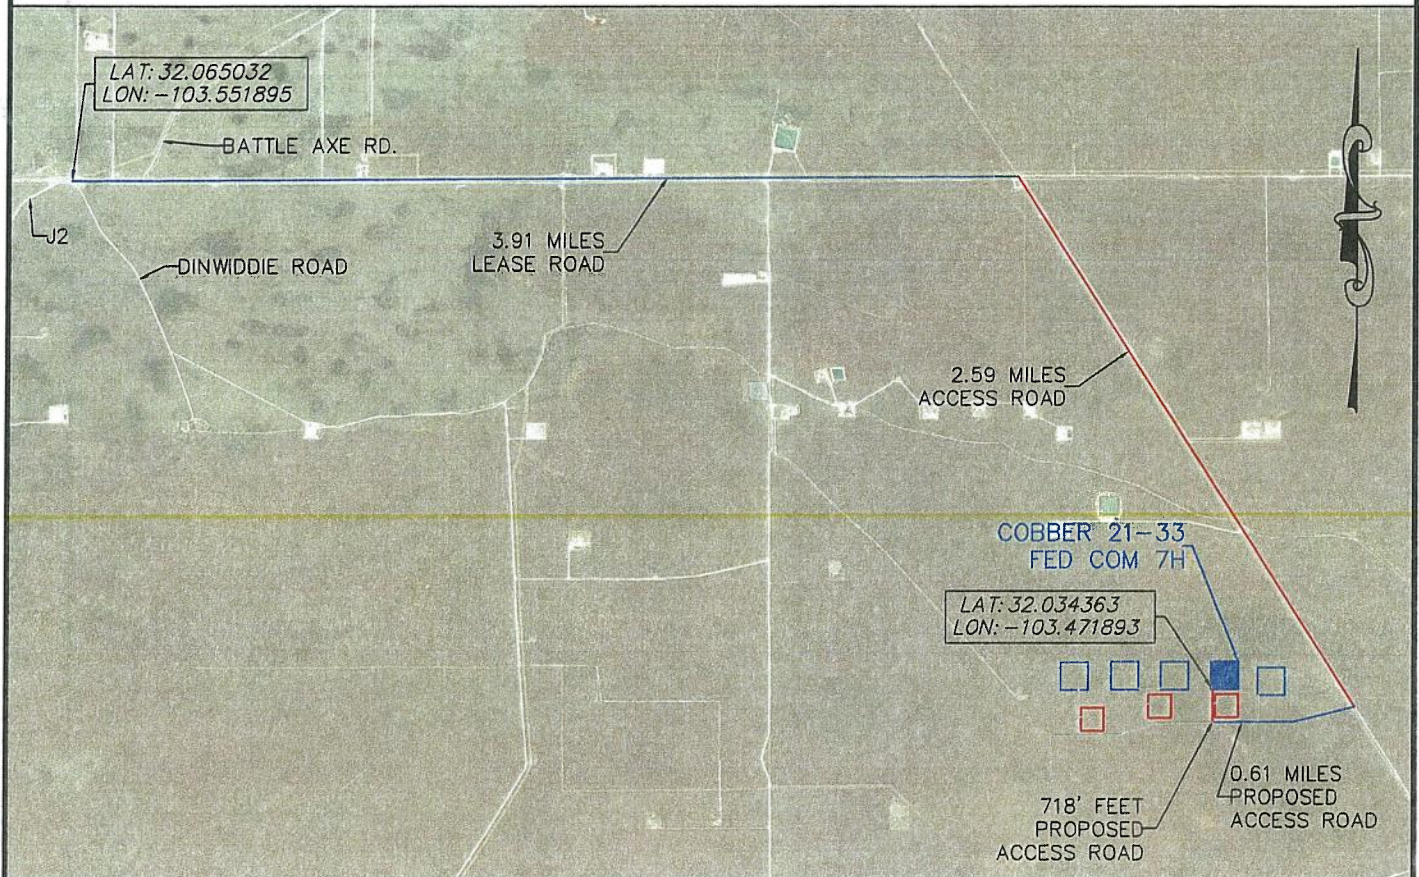 LAT: 32.065032
LON: -103.551895
BATTLE AXE RD.
J2
DINWIDDIE ROAD
3.91 MILES
LEASE ROAD
2.59 MILES
ACCESS ROAD
COBBER 21-33
FED COM 7H
LAT: 32.034363
LON: -103.471893
0.61 MILES
PROPOSED
ACCESS ROAD
718' FEET
PROPOSED
ACCESS ROAD